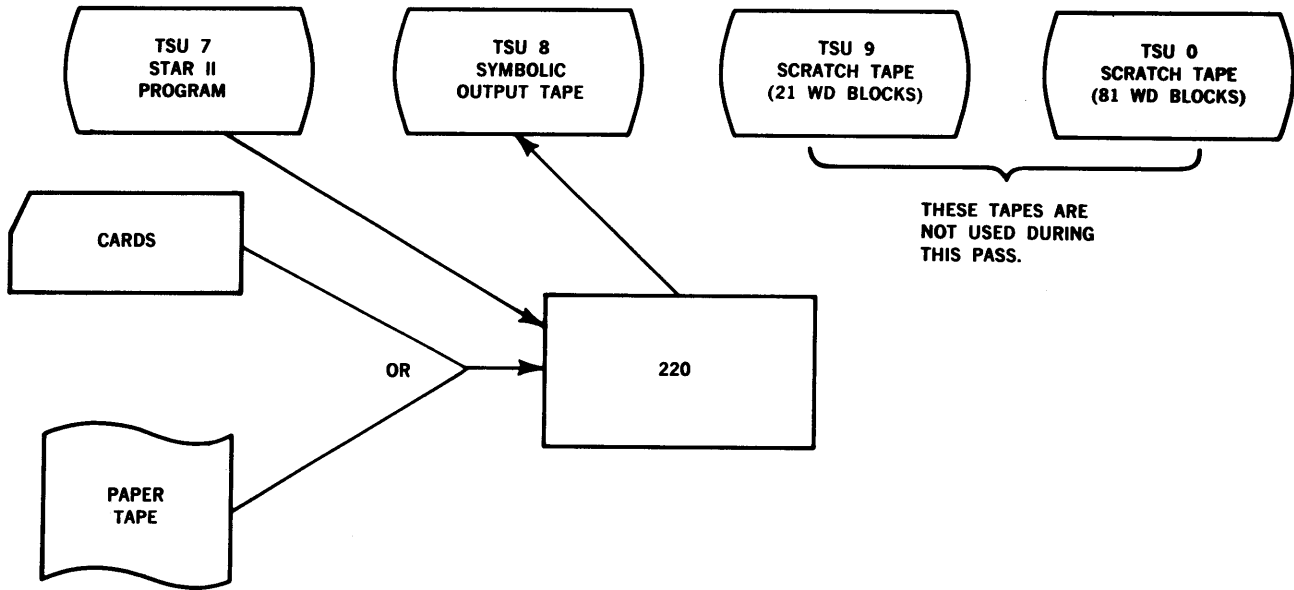 TSU 7
STAR II
PROGRAM
TSU 8
SYMBOLIC
OUTPUT TAPE
TSU 9
SCRATCH TAPE
(21 WD BLOCKS)
TSU 0
SCRATCH TAPE
(81 WD BLOCKS)
THESE TAPES ARE
NOT USED DURING
THIS PASS.
CARDS
OR
220
PAPER
TAPE